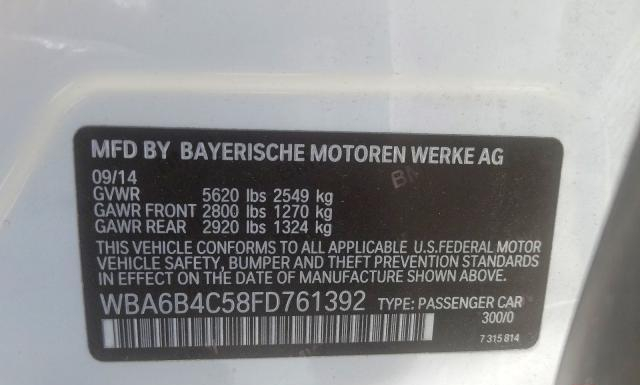 MFD BY BAYERISCHE MOTOREN WERKE AG
09/14
GVWR 5620 lbs 2549 kg
GAWR FRONT 2800 lbs 1270 kg
GAWR REAR 2920 lbs 1324 kg
THIS VEHICLE CONFORMS TO ALL APPLICABLE U.S.FEDERAL MOTOR
VEHICLE SAFETY, BUMPER AND THEFT PREVENTION STANDARDS
IN EFFECT ON THE DATE OF MANUFACTURE SHOWN ABOVE.
WBA6B4C58FD761392 TYPE: PASSENGER CAR
300/0
7 315 814